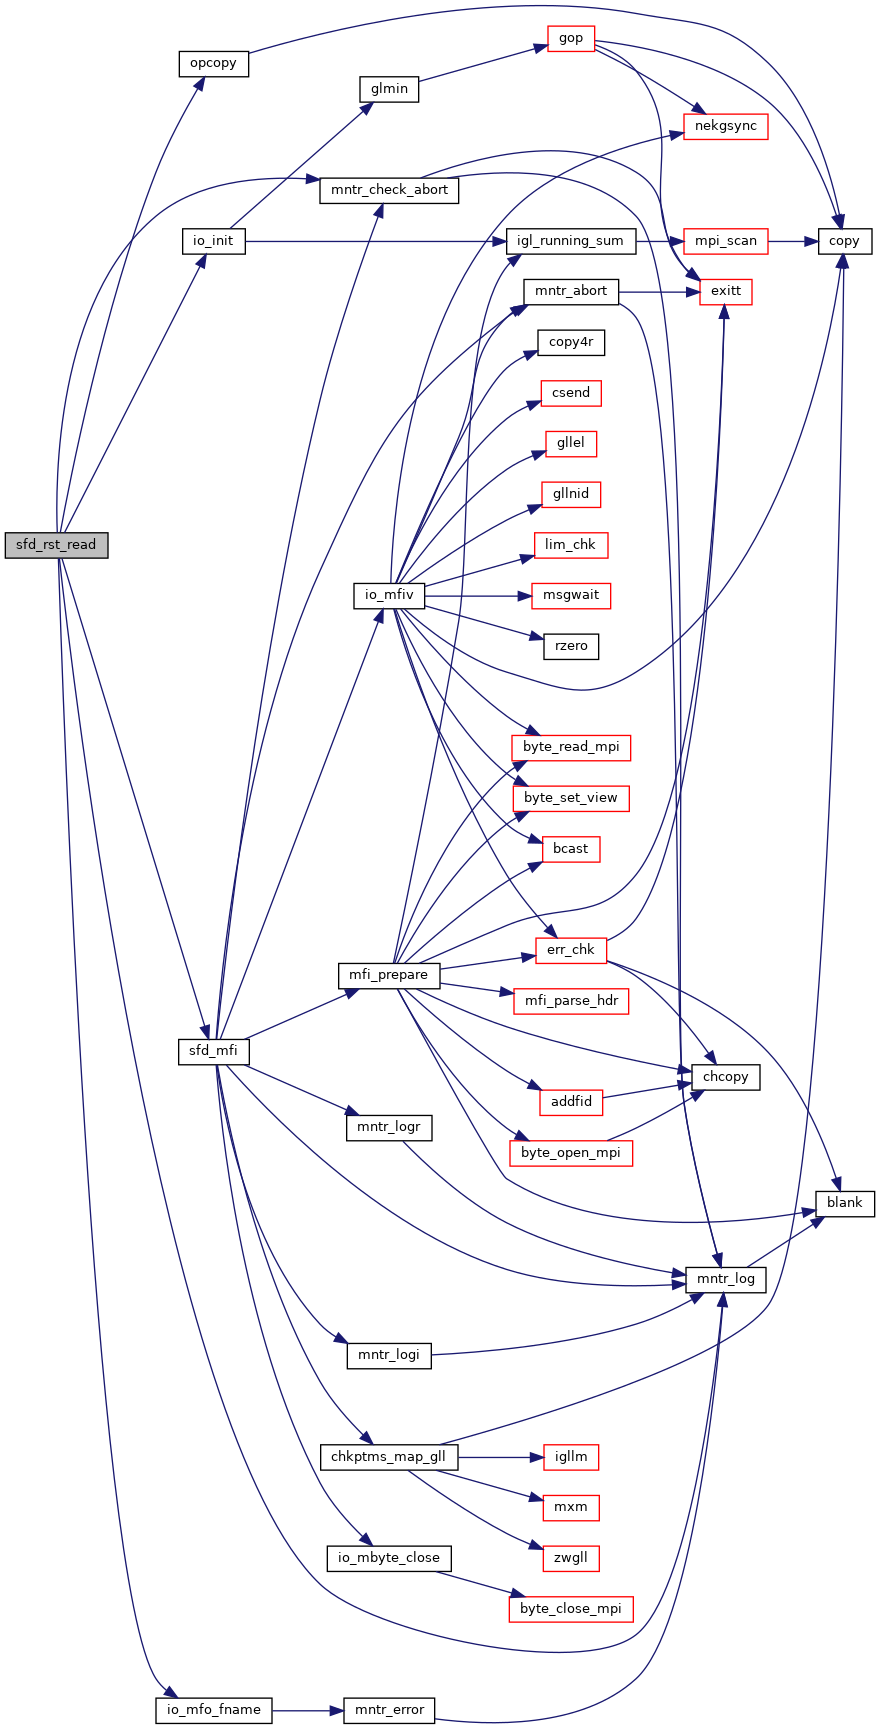 gop
opcopy
glmin
nekgsync
mntr_check_abort
io_init
igl_running_sum
mpi_scan
copy
mntr_abort
exitt
copy4r
csend
gllel
gllnid
sfd_rst_read
lim_chk
io_mfiv
msgwait
rzero
byte_read_mpi
byte_set_view
bcast
err_chk
mfi_prepare
mfi_parse_hdr
sfd_mfi
chcopy
addfid
mntr_logr
byte_open_mpi
blank
mntr_log
mntr_logi
chkptms_map_gll
igllm
mxm
io_mbyte_close
zwgll
byte_close_mpi
io_mfo_fname
mntr_error